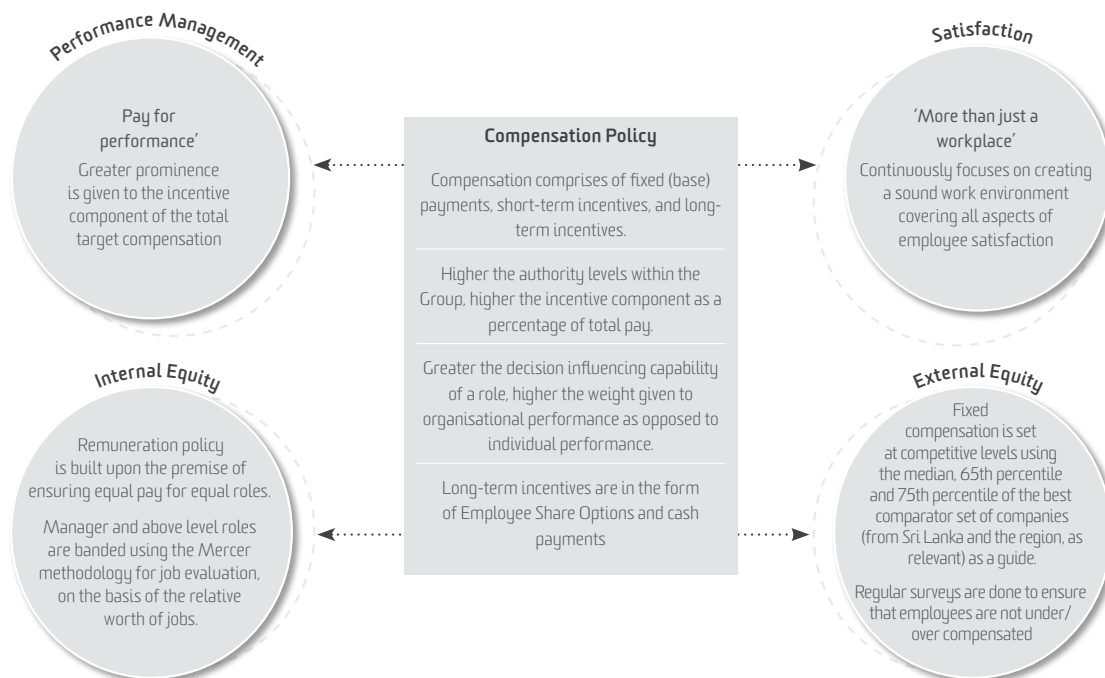 Performance Management
Pay for
performance’
Greater prominence
is given to the incentive
component of the total
target compensation
Satisfaction
‘More than just a
workplace’
Continuously focuses on creating
a sound work environment
covering all aspects of
employee satisfaction
Compensation Policy
Compensation comprises of fixed (base)
payments, short-term incentives, and long-
term incentives.
Higher the authority levels within the
Group, higher the incentive component as a
percentage of total pay.
Greater the decision influencing capability
of a role, higher the weight given to
organisational performance as opposed to
individual performance.
Long-term incentives are in the form
of Employee Share Options and cash
payments
Internal Equity
Remuneration policy
is built upon the premise of
ensuring equal pay for equal roles.
Manager and above level roles
are banded using the Mercer
methodology for job evaluation,
on the basis of the relative
worth of jobs.
External Equity
Fixed
compensation is set
at competitive levels using
the median, 65th percentile
and 75th percentile of the best
comparator set of companies
(from Sri Lanka and the region, as
relevant) as a guide.
Regular surveys are done to ensure
that employees are not under/
over compensated